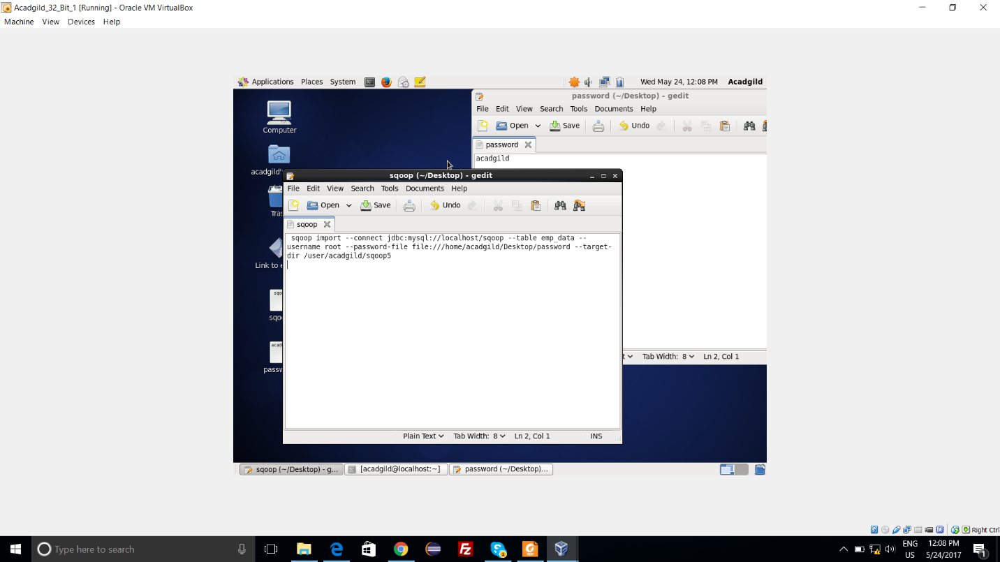 Acadgild_32_Bit_1 [Running] - Oracle VM VirtualBox
Machine View Devices Help
Applications Places System Wed May 24, 12:08 PM Acadgild
password (~/Desktop) - gedit
File Edit View Search Tools Documents Help
Open Save Undo
password
acadgild
Computer
acadgild'
sqoop (~/Desktop) - gedit
File Edit View Search Tools Documents Help
Open Save Undo
sqoop
sqoop import --connect jdbc:mysql://localhost/sqoop --table emp_data --
username root --password-file file:///home/acadgild/Desktop/password --target-
dir /user/acadgild/sqoop5
Tras
Link to e
sqo
sqo
acad
passw
Tab Width: 8 Ln 2, Col 1
Plain Text Tab Width: 8 Ln 2, Col 1 INS
sqoop (~/Desktop) - g... [acadgild@localhost:~] password (~/Desktop)...
Right Ctrl
Type here to search
ENG
US
12:08 PM
5/24/2017